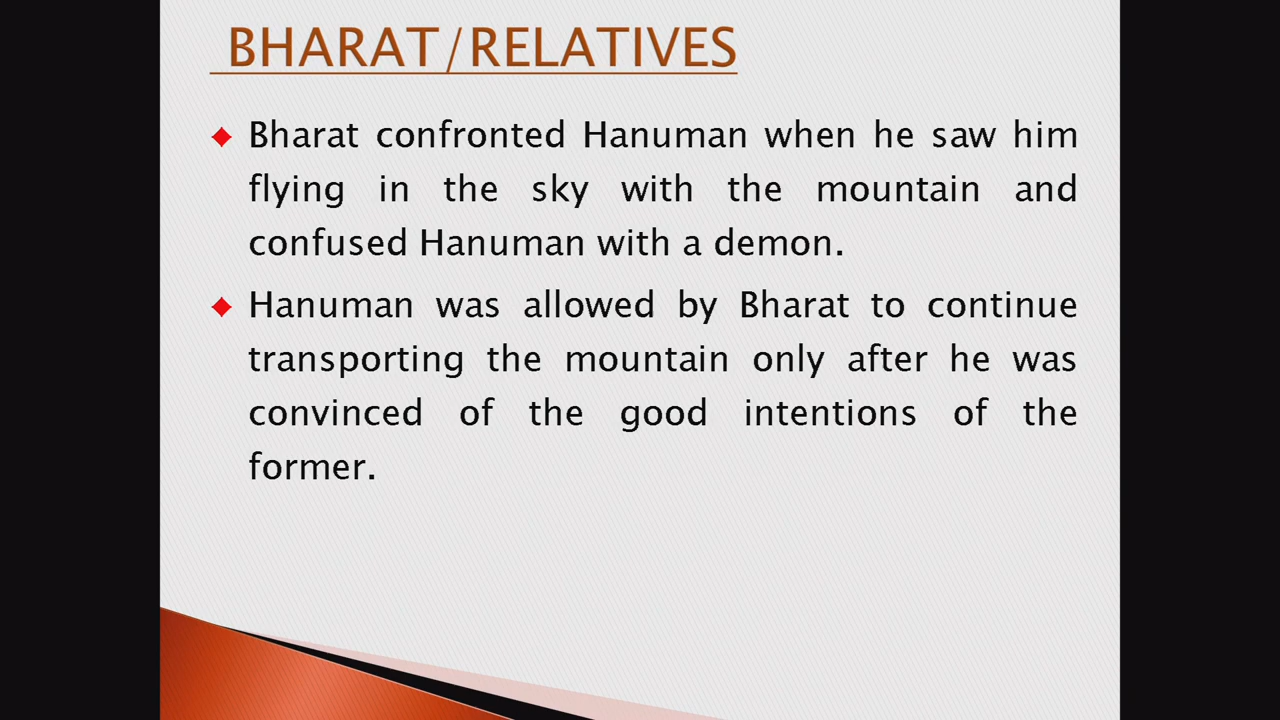 BHARAT/RELATIVES
Bharat confronted Hanuman when he saw him
flying in the sky with the mountain and
confused Hanuman with a demon.
Hanuman was allowed by Bharat to continue
transporting the mountain only after he was
convinced of the good intentions of the
former.